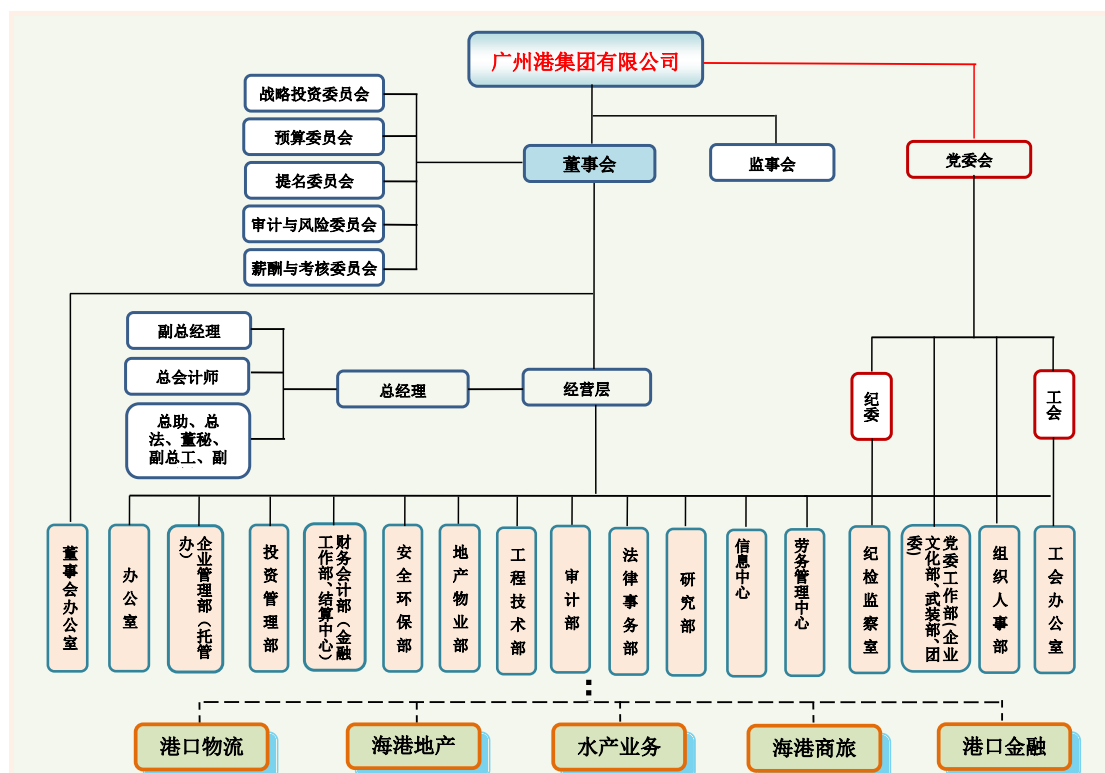 广州港集团有限公司
战略投资委员会
预算委员会
提名委员会
审计与风险委员会
薪酬与考核委员会
董事会
监事会
党委会
副总经理
总会计师
总助、总
法、董秘、
副总工、副
总经理
经营层
纪委
工会
董事会办公室
办公室
企业管理部（托管
办）
投资管理部
财务会计部（金融
工作部、结算中心）
安全环保部
地产物业部
工程技术部
审计部
法律事务部
研究部
信息中心
劳务管理中心
纪检监察室
党委工作部(企业
文化部、武装部、团
委)
组织人事部
工会办公室
港口物流
海港地产
水产业务
海港商旅
港口金融